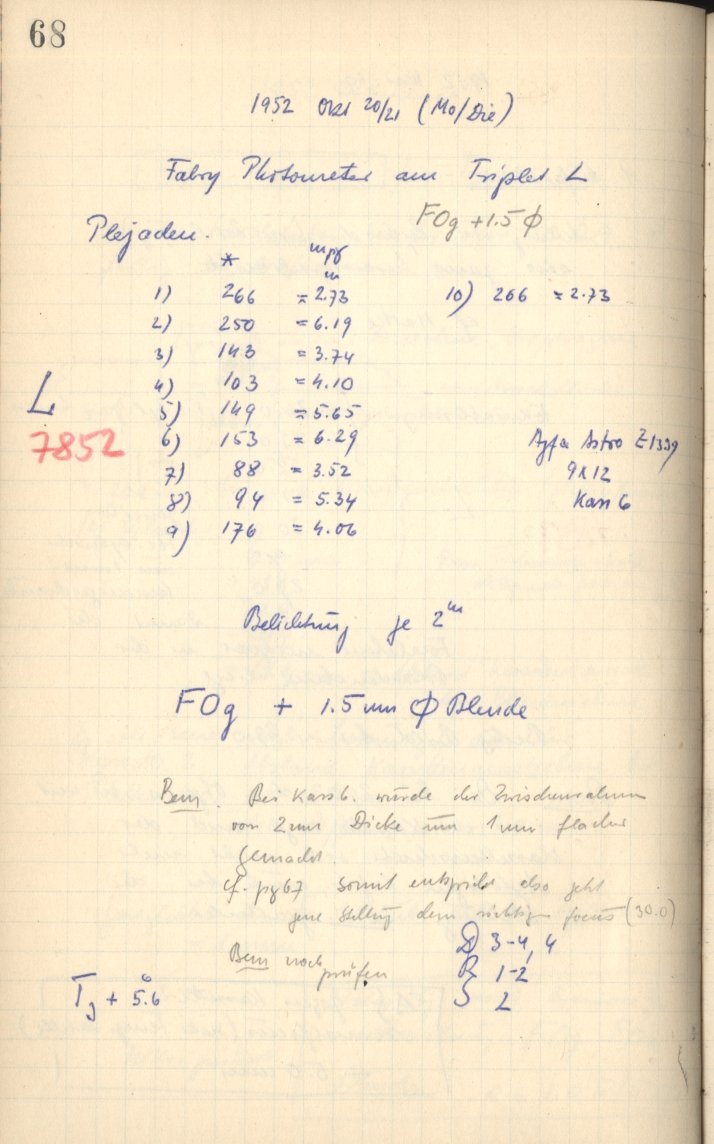 68
1952 Okt 20/21 (Mo/Die)
Fabry Photometer am Triplet L
FOg + 1.5 ϕ
Plejaden.
* mpg
m
1) 266 = 2.73
10) 266 = 2.73
2) 250 = 6.19
3) 143 = 3.74
4) 103 = 4.10
5) 149 = 5.65
6) 153 = 6.29
7) 88 = 3.52
8) 94 = 5.34
9) 176 = 4.06
L
7852
Agfa Astro Z1339
9x12
Kass 6
Belichtung je 2m
FOg + 1.5 mm ϕ Blende
Bem. Bei Kass 6. wurde der Zwischenrahmen
von 2 mm Dicke um 1 mm flacher
gemacht
cf. pg 67 somit entspricht also jetzt
jene Stellung dem richtigen focus (30.0)
Bem noch prüfen
D 3-4, 4
R 1-2
S 2
+ 5.6